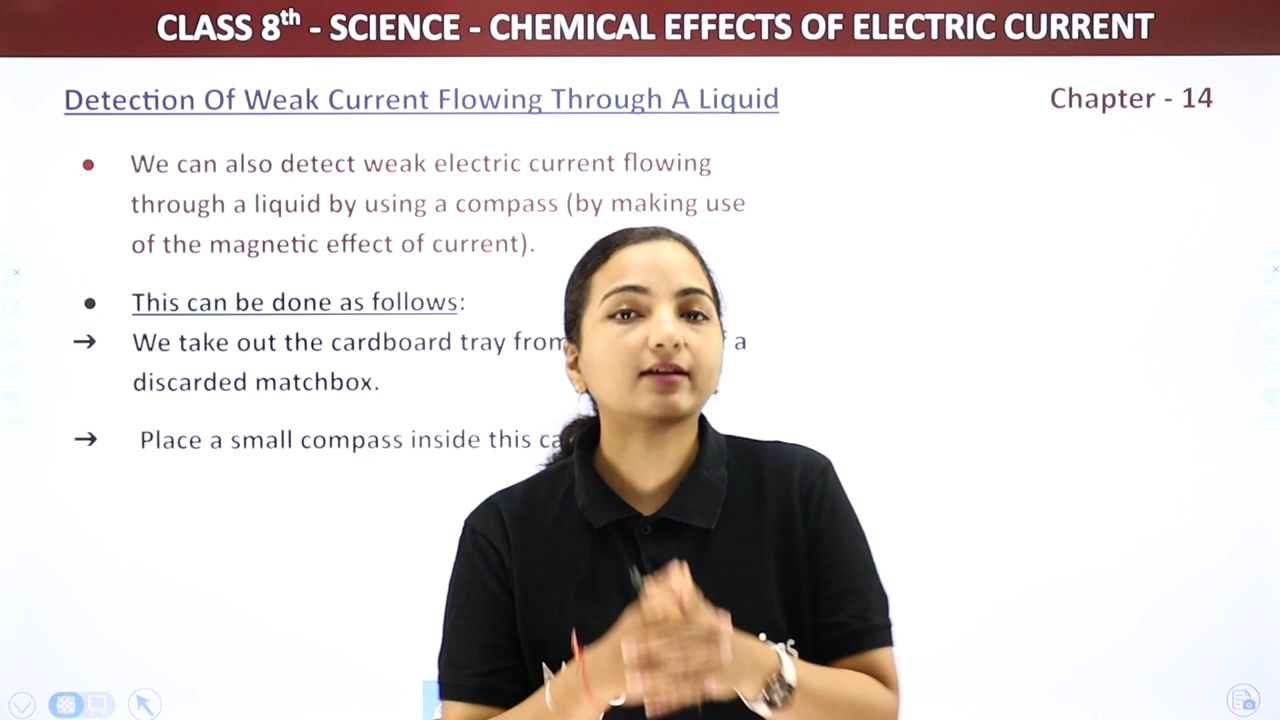 CLASS 8th - SCIENCE - CHEMICAL EFFECTS OF ELECTRIC CURRENT
Detection Of Weak Current Flowing Through A Liquid
Chapter - 14
• We can also detect weak electric current flowing
through a liquid by using a compass (by making use
of the magnetic effect of current).
• This can be done as follows:
→ We take out the cardboard tray from a
discarded matchbox.
→ Place a small compass inside this